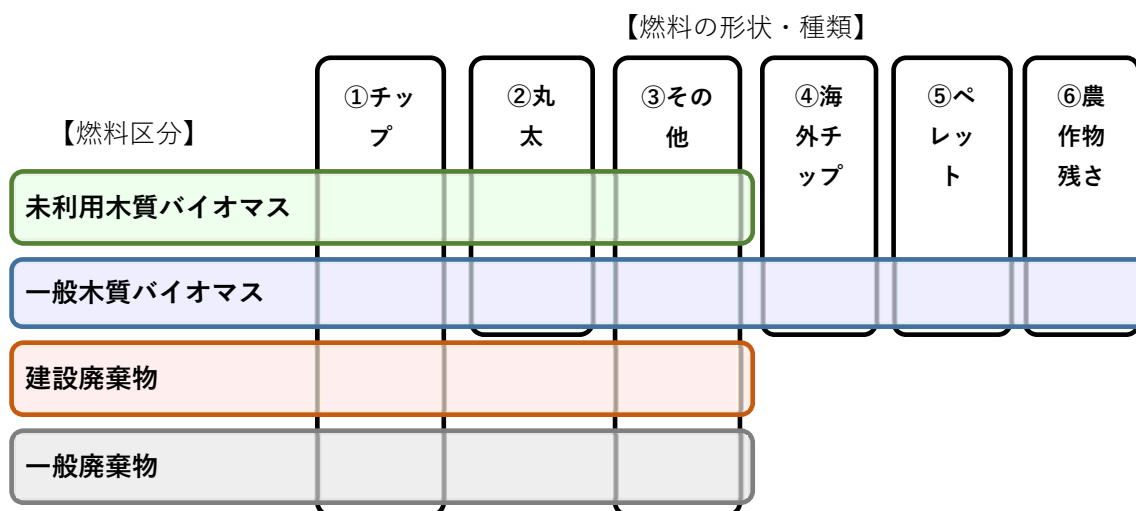 【燃料の形状・種類】
①チッ
プ
②丸
太
③その
他
④海
外チ
ップ
⑤ペ
レッ
ト
⑥農
作物
残さ
【燃料区分】
未利用木質バイオマス
一般木質バイオマス
建設廃棄物
一般廃棄物